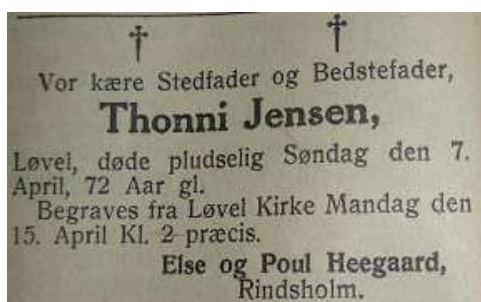 Vor kære Stedfader og Bedstefader,
Thonni Jensen,
Løvel, døde pludselig Søndag den 7.
April, 72 Aar gl.
Begraves fra Løvel Kirke Mandag den
15. April Kl. 2 præcis.
Else og Poul Heegaard,
Rindsholm.